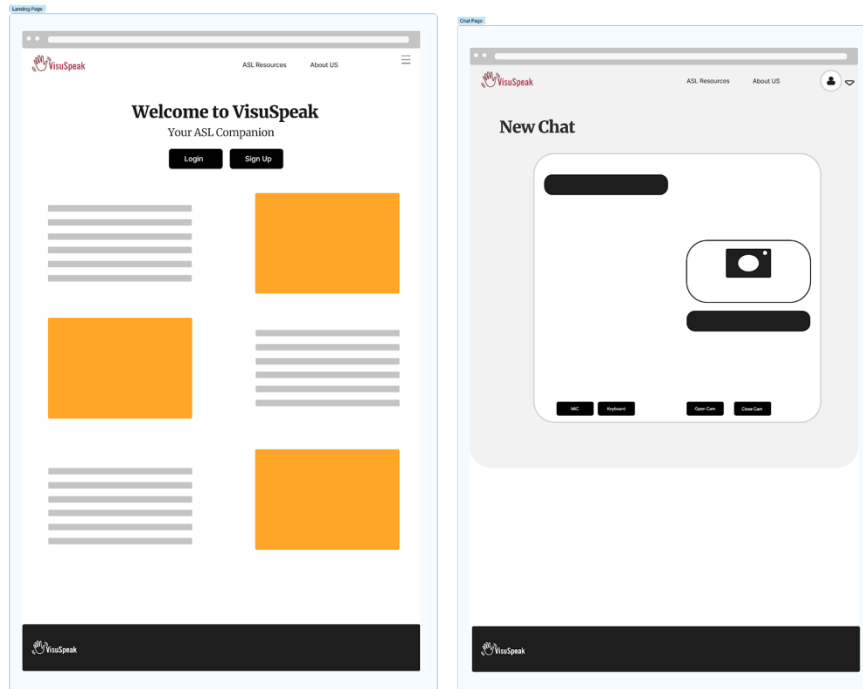 Landing Page
VisuSpeak
ASL Resources About US
Welcome to VisuSpeak
Your ASL Companion
Login Sign Up
VisuSpeak
Chat Page
VisuSpeak
ASL Resources About US
New Chat
MIC Keyboard Open Cam Close Cam
VisuSpeak